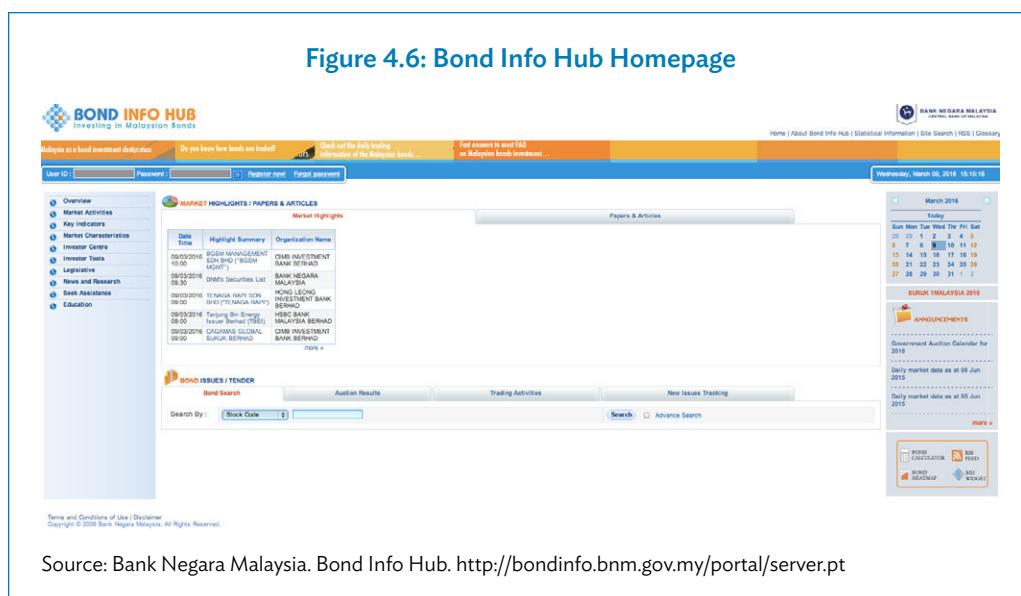 Figure 4.6: Bond Info Hub Homepage
BOND INFO HUB
Investing in Malaysian Bonds
BANK NEGARA MALAYSIA
CENTRAL BANK OF MALAYSIA
Home | About Bond Info Hub | Statistical Information | Site Search | RSS | Glossary
Malaysia as a bond investment destination
Do you know how bonds are traded?
Check out the daily trading
information of the Malaysian bonds...
Fast answers to most FAQ
on Malaysian bonds investment...
User ID : Password : Register now! Forgot password
Wednesday, March 09, 2016 15:10:16
Overview
Market Activities
Key Indicators
Market Characteristics
Investor Centre
Investor Tools
Legislative
News and Research
Seek Assistance
Education
MARKET HIGHLIGHTS / PAPERS & ARTICLES
Market Highlights Papers & Articles
Date Time Highlight Summary Organization Name
09/03/2016 10:00 BGSM MANAGEMENT SDN BHD ("BGSM MGMT") CIMB INVESTMENT BANK BERHAD
09/03/2016 09:30 BNM's Securities List BANK NEGARA MALAYSIA
09/03/2016 09:00 TENAGA RAPI SDN BHD ("TENAGA RAPI") HONG LEONG INVESTMENT BANK BERHAD
09/03/2016 09:00 Tanjung Bin Energy Issuer Berhad (TBEI) HSBC BANK MALAYSIA BERHAD
09/03/2016 09:00 CAGAMAS GLOBAL SUKUK BERHAD CIMB INVESTMENT BANK BERHAD
more »
BOND ISSUES / TENDER
Bond Search Auction Results Trading Activities New Issues Tracking
Search By : Stock Code Search Advance Search
March 2016
Today
Sun Mon Tue Wed Thr Fri Sat
28 29 1 2 3 4 5
6 7 8 9 10 11 12
13 14 15 16 17 18 19
20 21 22 23 24 25 26
27 28 29 30 31 1 2
SUKUK 1MALAYSIA 2010
ANNOUNCEMENTS
Government Auction Calendar for
2016
Daily market data as at 08 Jun
2015
Daily market data as at 05 Jun
2015
more »
BOND CALCULATOR
RSS FEED
BOND HEATMAP
BIH WIDGET
Terms and Conditions of Use | Disclaimer
Copyright © 2006 Bank Negara Malaysia. All Rights Reserved.
Source: Bank Negara Malaysia. Bond Info Hub. http://bondinfo.bnm.gov.my/portal/server.pt